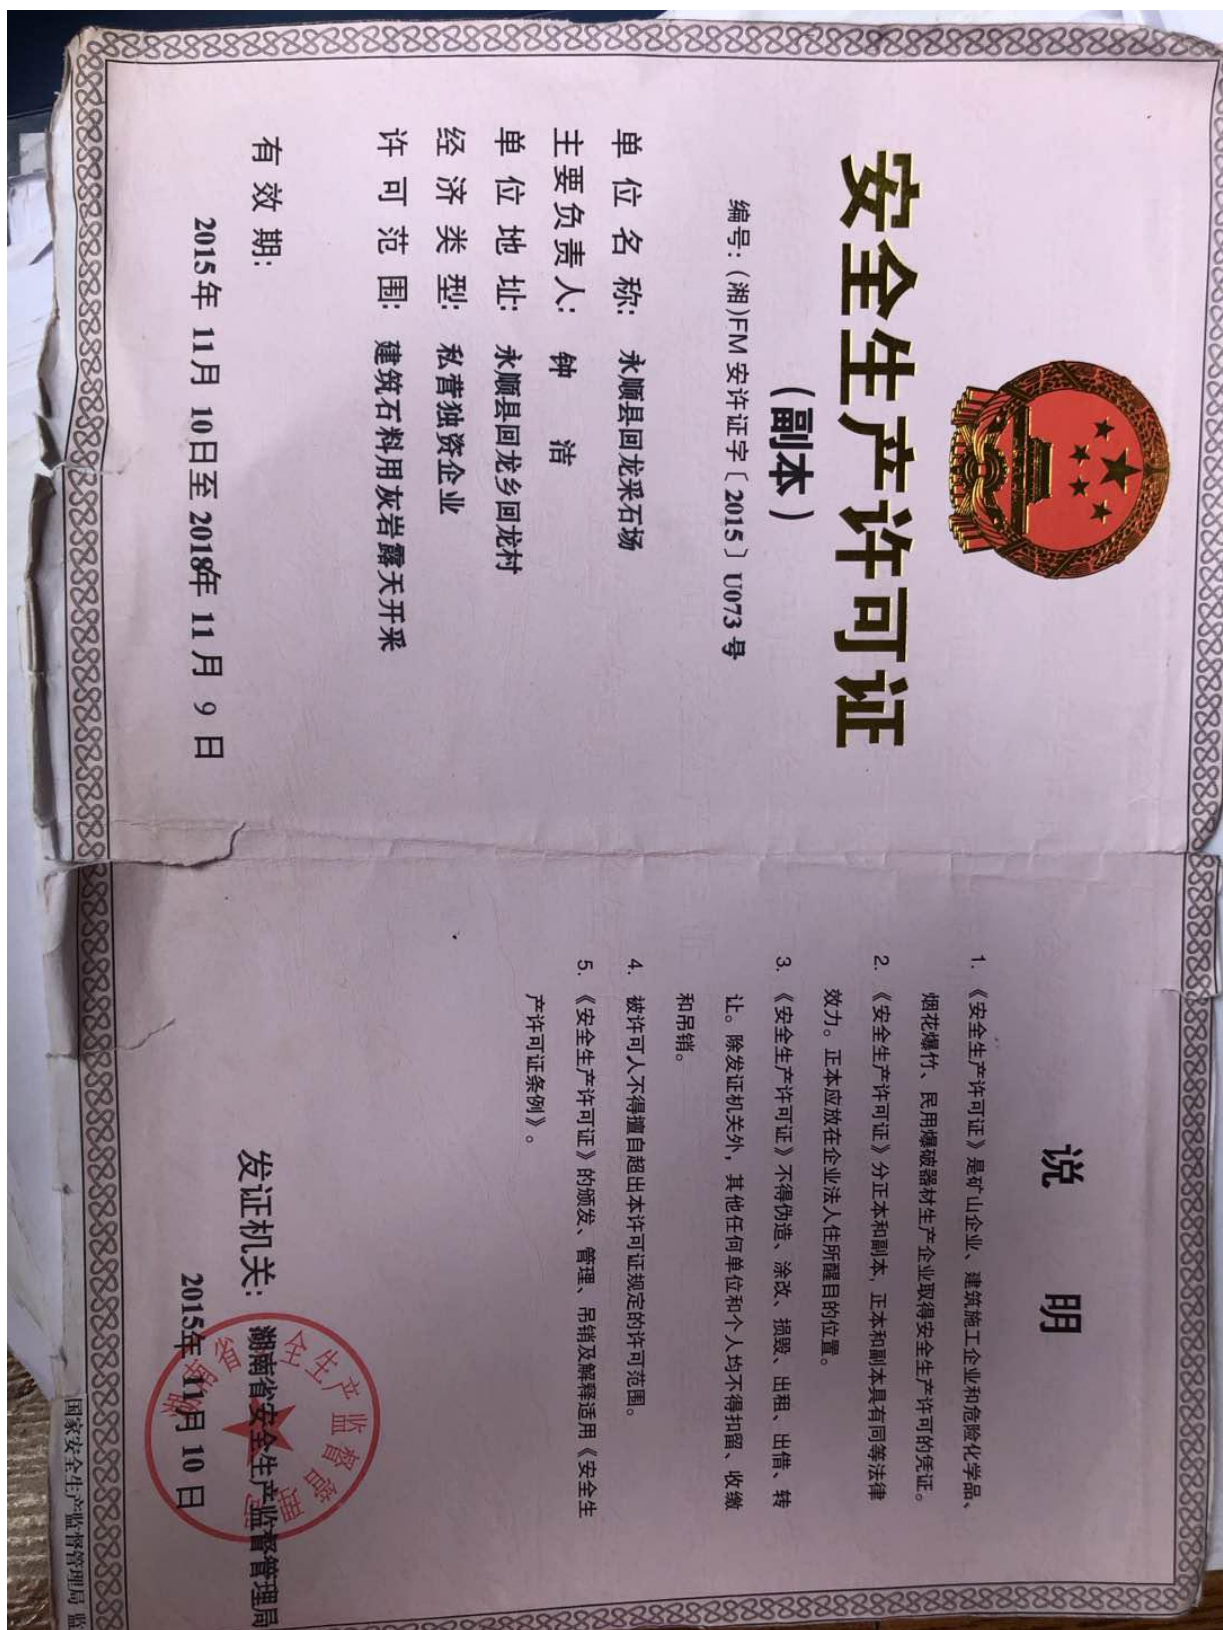 安全生产许可证
(副本)
编号:(湘)FM安许证字〔2015〕U073号
单位名称: 永顺县回龙采石场
主要负责人: 钟 洁
单位地址: 永顺县回龙乡回龙村
经济类型: 私营独资企业
许可范围: 建筑石料用灰岩露天开采
有效期:
2015年 11月 10日至 2018年 11月 9日
说 明
1. 《安全生产许可证》是矿山企业、建筑施工企业和危险化学品、
烟花爆竹、民用爆破器材生产企业取得安全生产许可的凭证。
2. 《安全生产许可证》分正本和副本,正本和副本具有同等法律
效力。正本应放在企业法人住所醒目的位置。
3. 《安全生产许可证》不得伪造、涂改、损毁、出租、出借、转
让。除发证机关外,其他任何单位和个人均不得扣留、收缴
和吊销。
4. 被许可人不得擅自超出本许可证规定的许可范围。
5. 《安全生产许可证》的颁发、管理、吊销及解释适用《安全生
产许可证条例》。
发证机关: 湖南省安全生产监督管理局
2015年 11月 10日
国家安全生产监督管理局 监